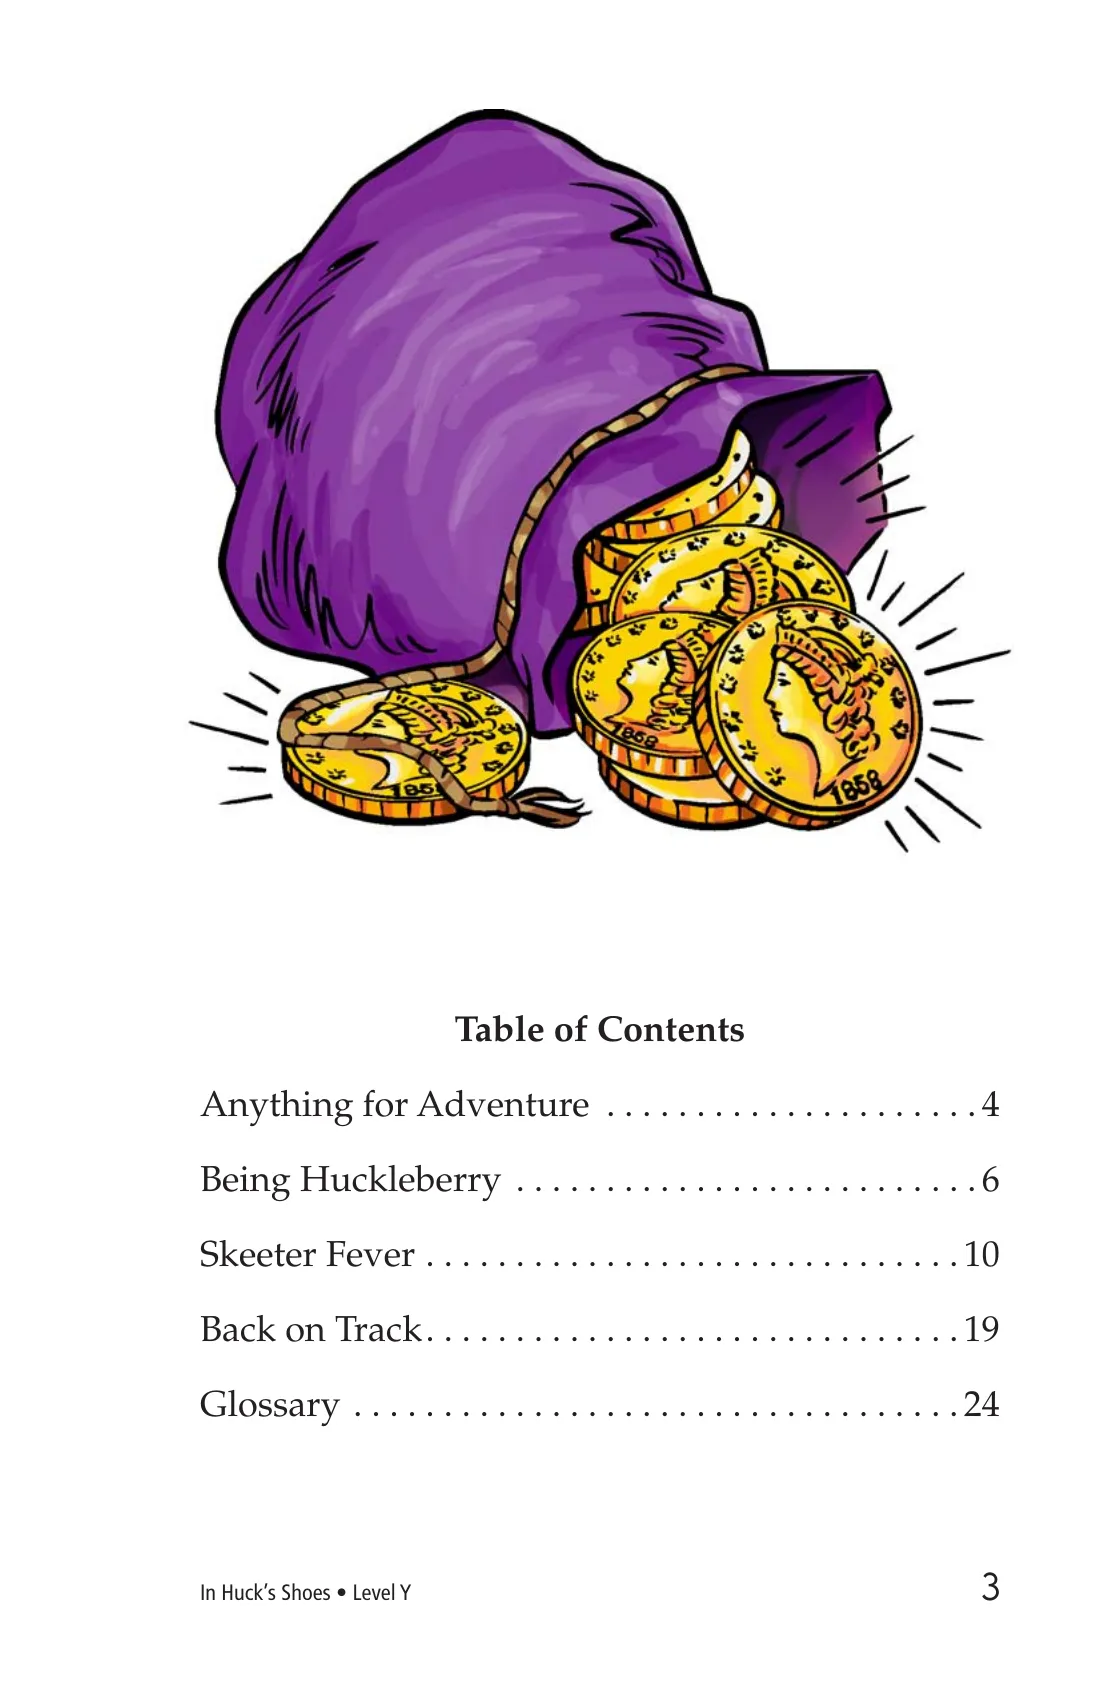 1858
1858
1858
Table of Contents
Anything for Adventure . . . . . . . . . . . . . . . . . . . . . 4
Being Huckleberry . . . . . . . . . . . . . . . . . . . . . . . . . . 6
Skeeter Fever . . . . . . . . . . . . . . . . . . . . . . . . . . . . . . 10
Back on Track . . . . . . . . . . . . . . . . . . . . . . . . . . . . . . 19
Glossary . . . . . . . . . . . . . . . . . . . . . . . . . . . . . . . . . . 24
In Huck's Shoes • Level Y 3